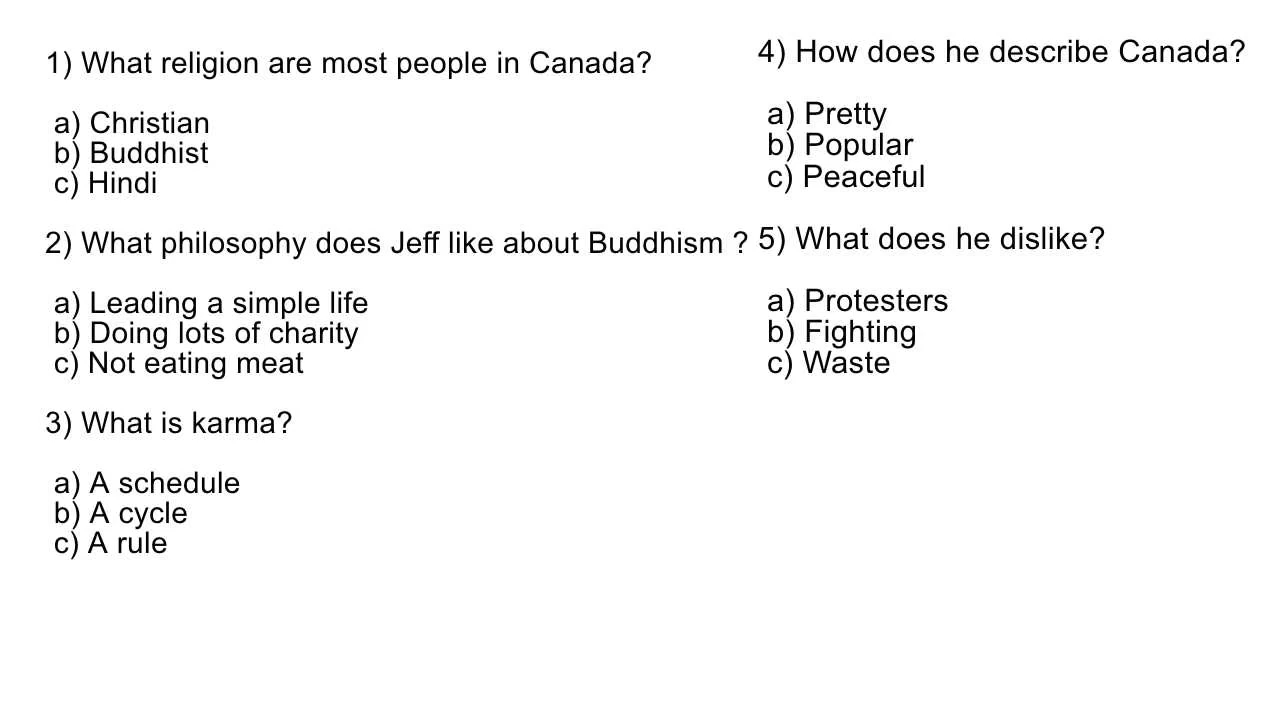 1) What religion are most people in Canada?
a) Christian
b) Buddhist
c) Hindi
2) What philosophy does Jeff like about Buddhism ?
a) Leading a simple life
b) Doing lots of charity
c) Not eating meat
3) What is karma?
a) A schedule
b) A cycle
c) A rule
4) How does he describe Canada?
a) Pretty
b) Popular
c) Peaceful
5) What does he dislike?
a) Protesters
b) Fighting
c) Waste